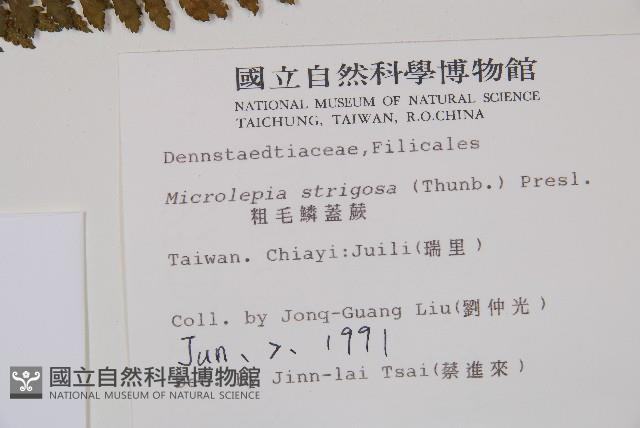 國立自然科學博物館
NATIONAL MUSEUM OF NATURAL SCIENCE
TAICHUNG, TAIWAN, R.O.CHINA
Dennstaedtiaceae,Filicales
Microlepia strigosa (Thunb.) Presl.
粗毛鱗蓋蕨
Taiwan. Chiayi:Juili(瑞里)
Coll. by Jonq-Guang Liu(劉仲光)
Jun、7、1991
Jinn-lai Tsai(蔡進來)
國立自然科學博物館
NATIONAL MUSEUM OF NATURAL SCIENCE